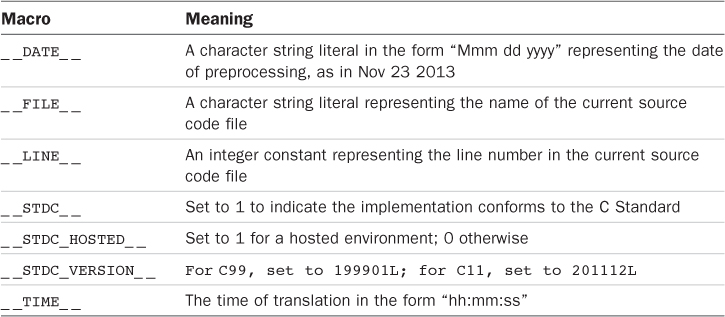 Macro Meaning
__DATE__ A character string literal in the form “Mmm dd yyyy” representing the date
of preprocessing, as in Nov 23 2013
__FILE__ A character string literal representing the name of the current source
code file
__LINE__ An integer constant representing the line number in the current source
code file
__STDC__ Set to 1 to indicate the implementation conforms to the C Standard
__STDC_HOSTED__ Set to 1 for a hosted environment; 0 otherwise
__STDC_VERSION__ For C99, set to 199901L; for C11, set to 201112L
__TIME__ The time of translation in the form “hh:mm:ss”